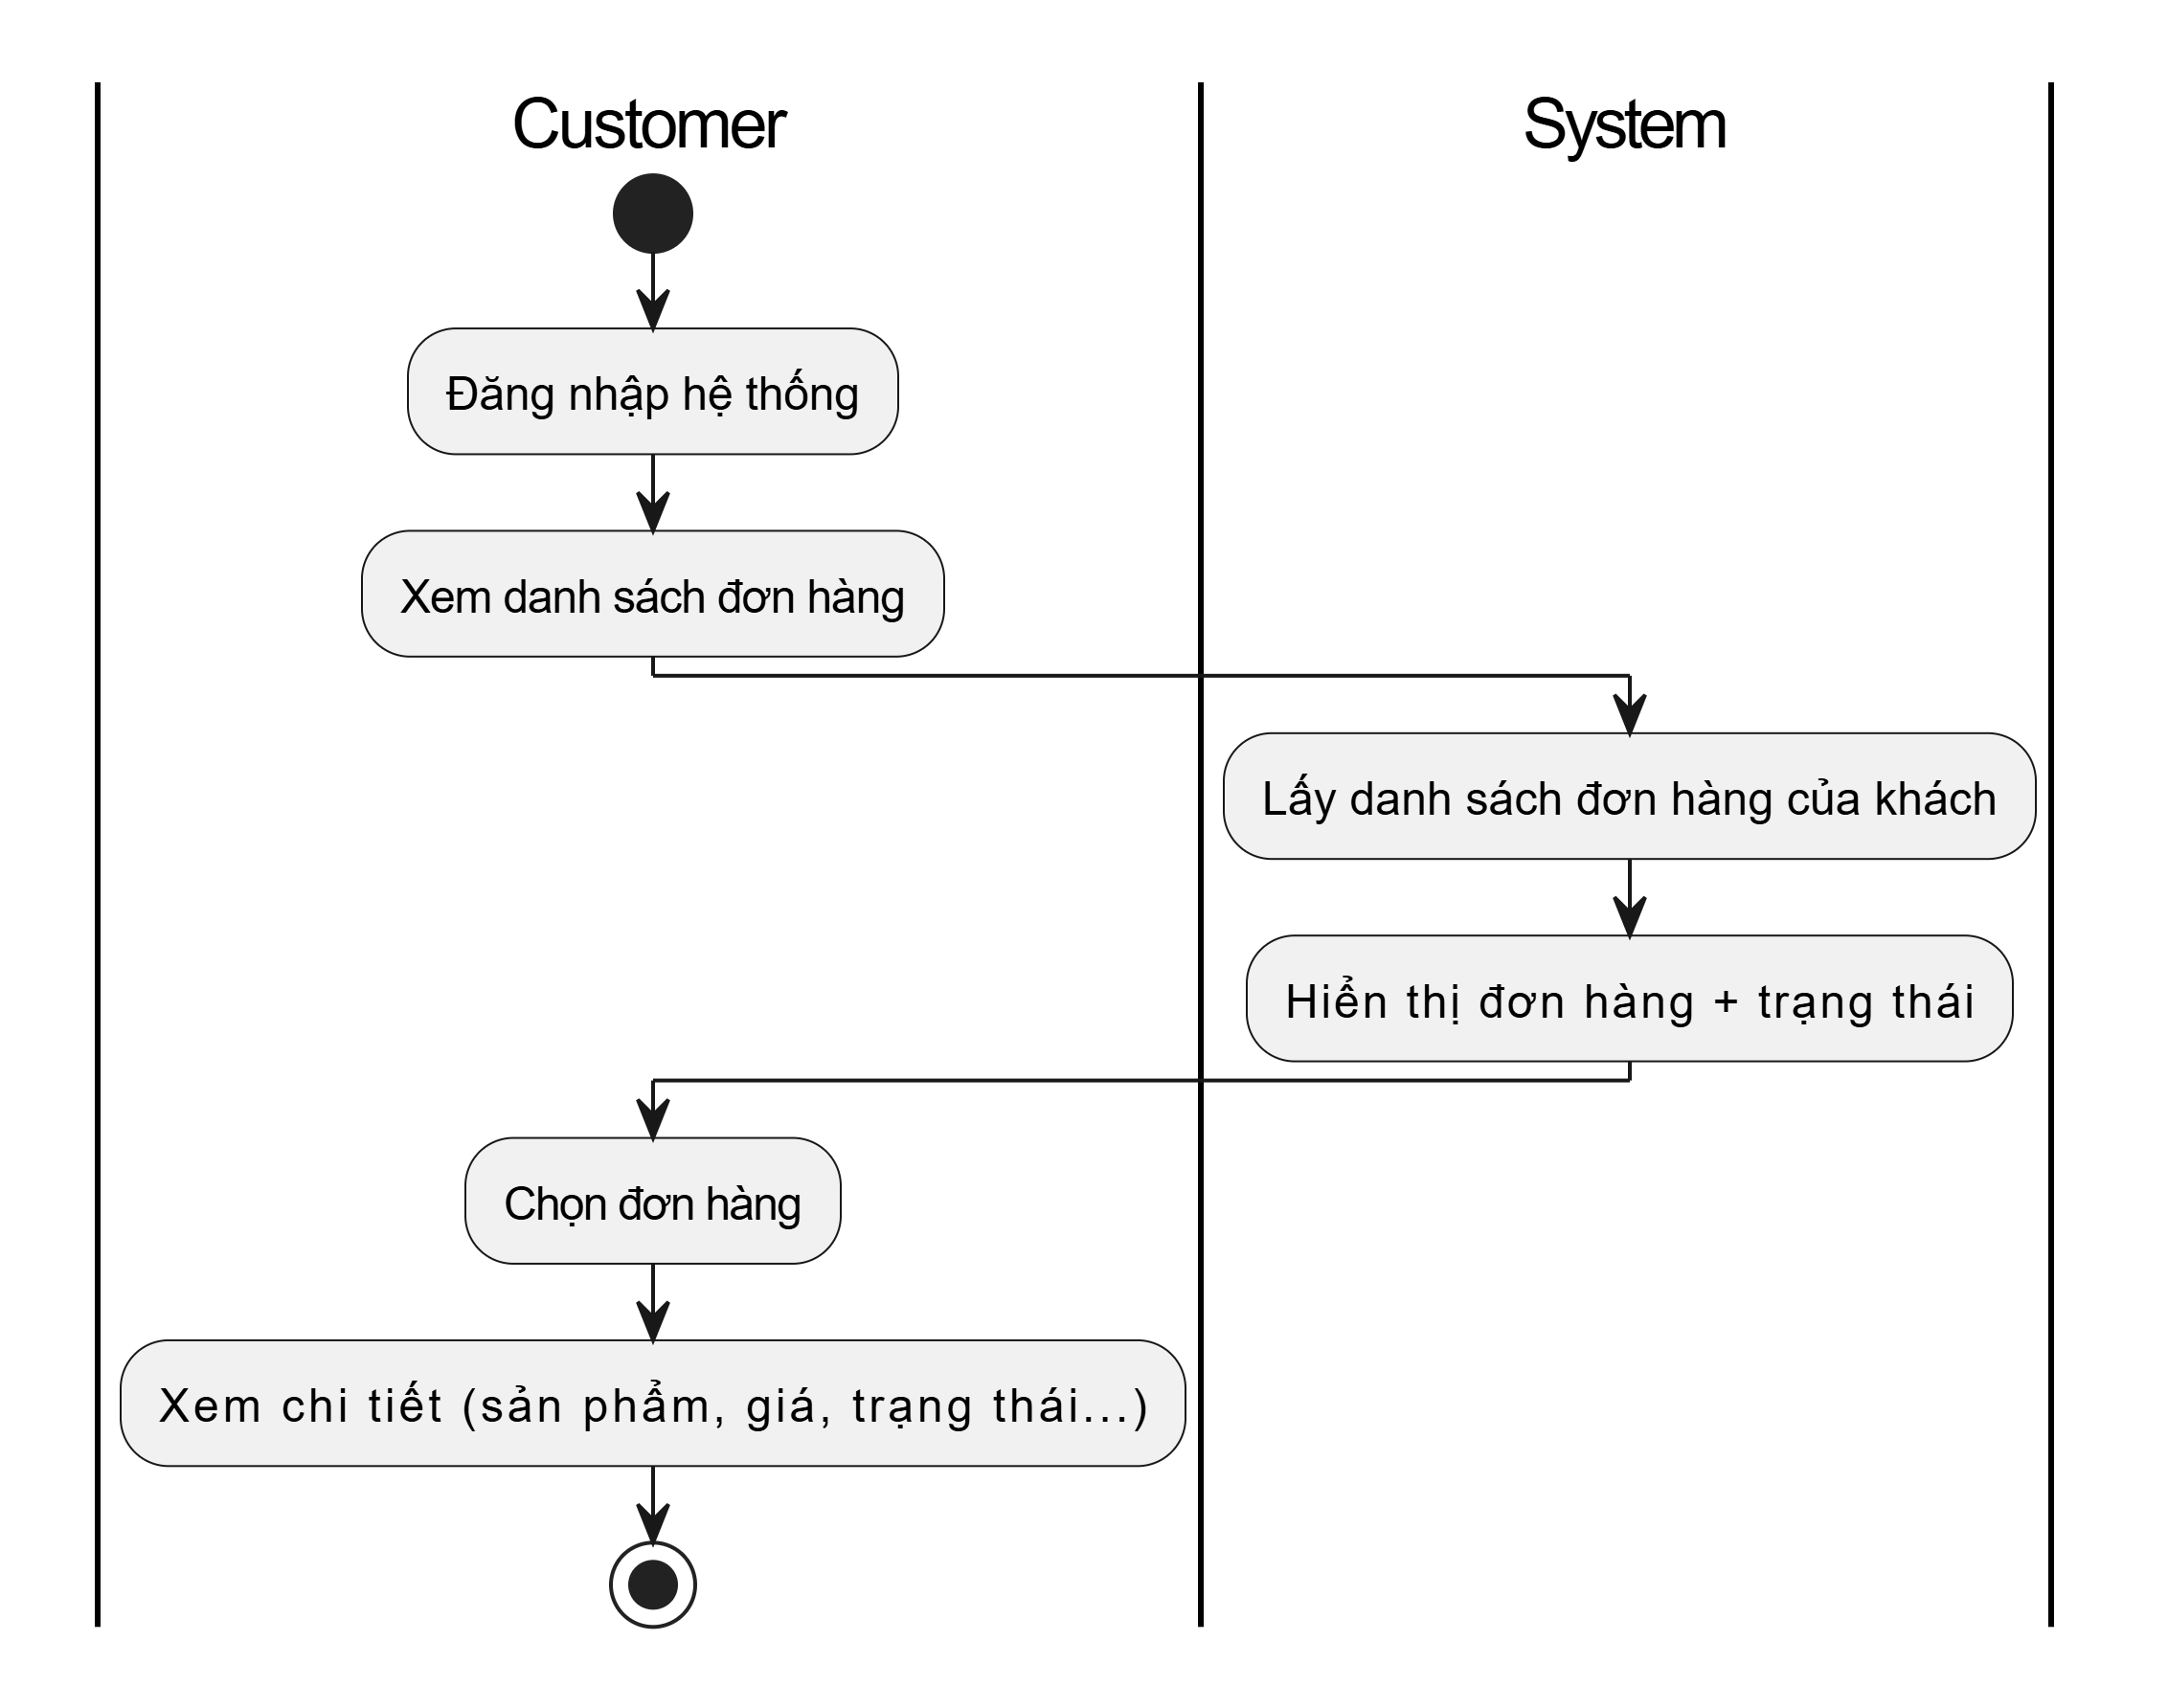 Customer
System
Đăng nhập hệ thống
Xem danh sách đơn hàng
Lấy danh sách đơn hàng của khách
Hiển thị đơn hàng + trạng thái
Chọn đơn hàng
Xem chi tiết (sản phẩm, giá, trạng thái...)